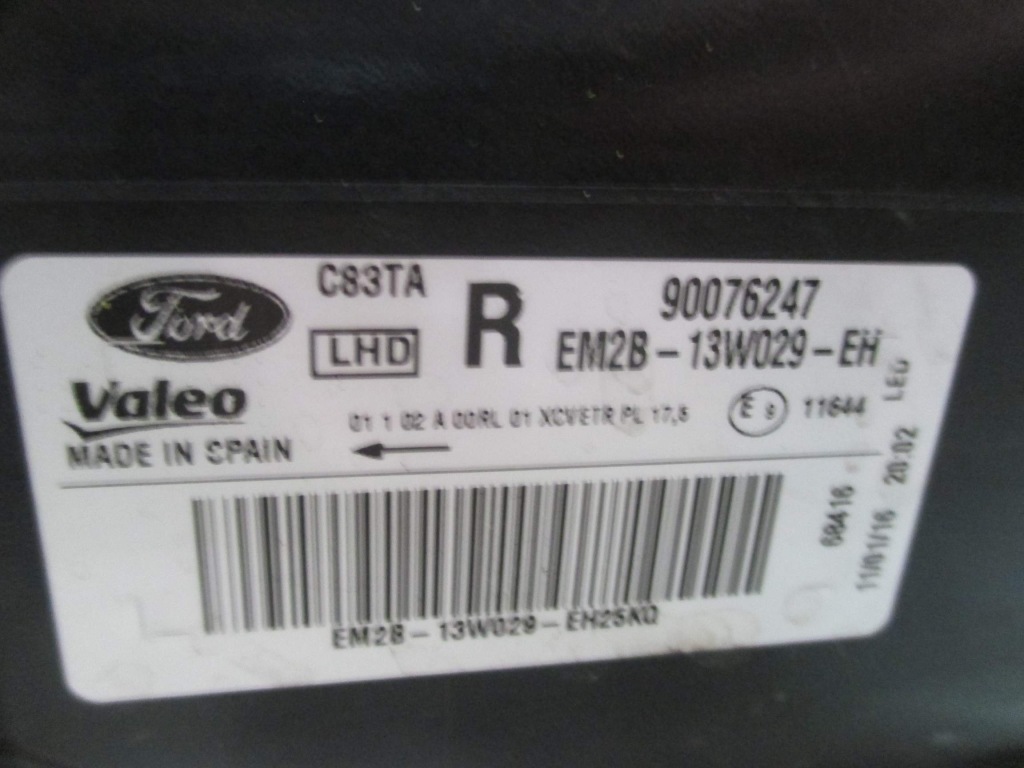 Ford
C83TA
LHD
R
90076247
EM2B-13W029-EH
Valeo
MADE IN SPAIN
01 1 02 A 00RL 01 XCVETR PL 17,5
E 9 11644
LED
68416
11/01/16 20:02
EM2B-13W029-EH25KQ